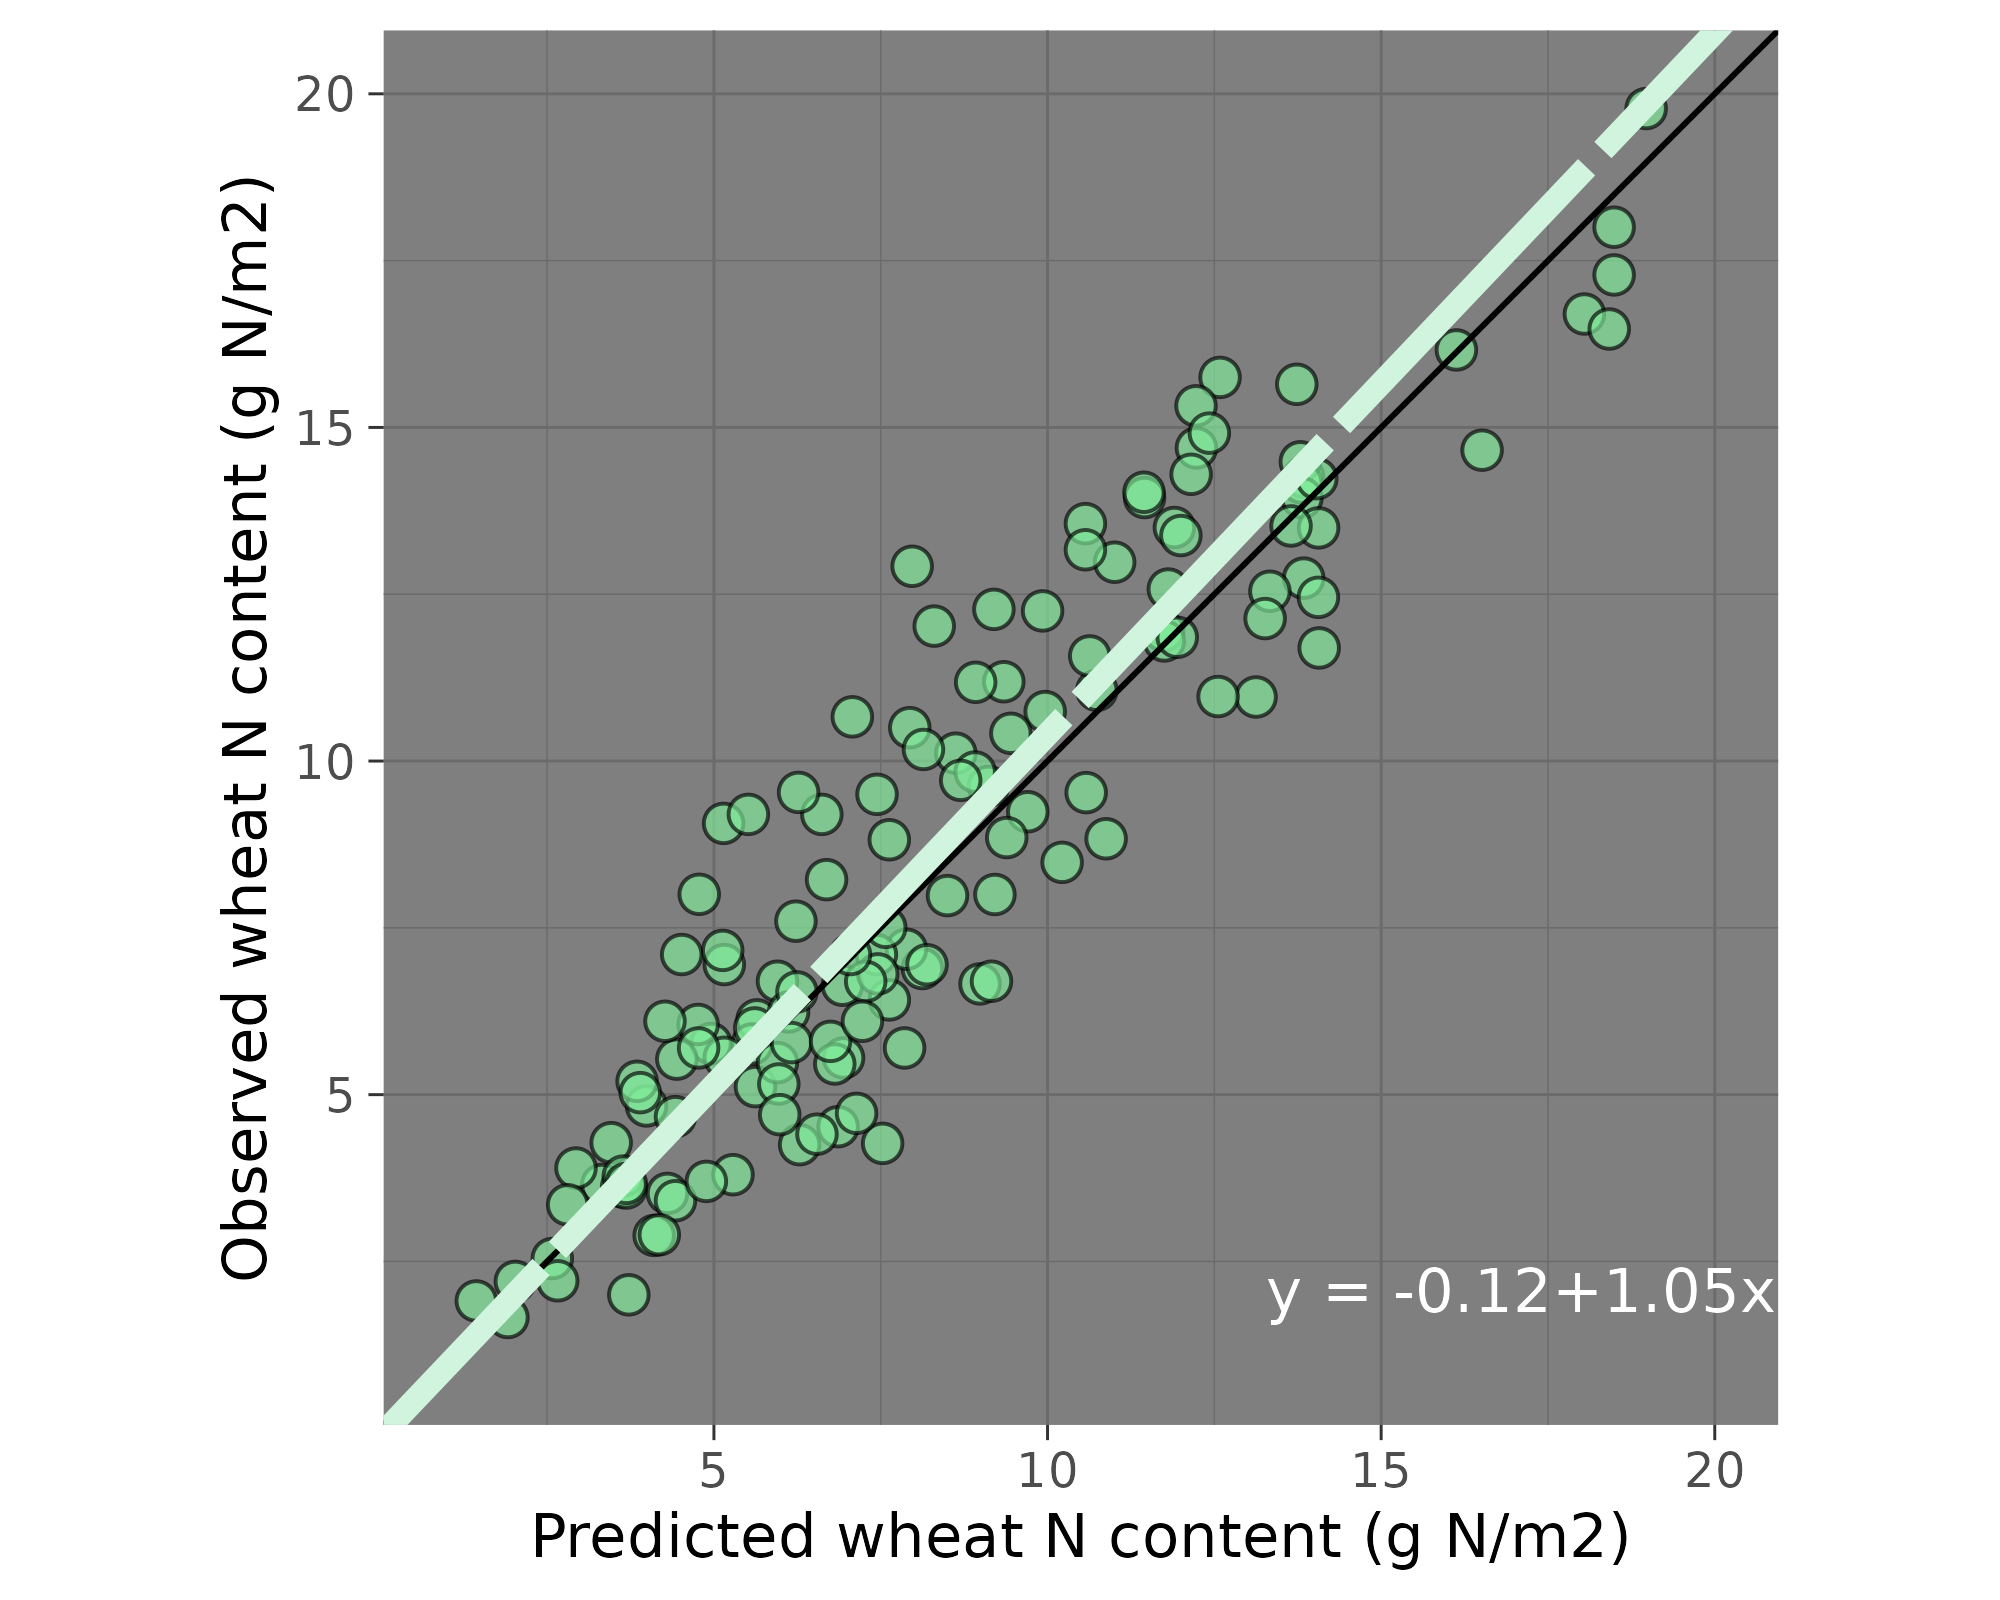 Observed wheat N content (g N/m2)
20
15
10
5
y = -0.12+1.05x
5 10 15 20
Predicted wheat N content (g N/m2)